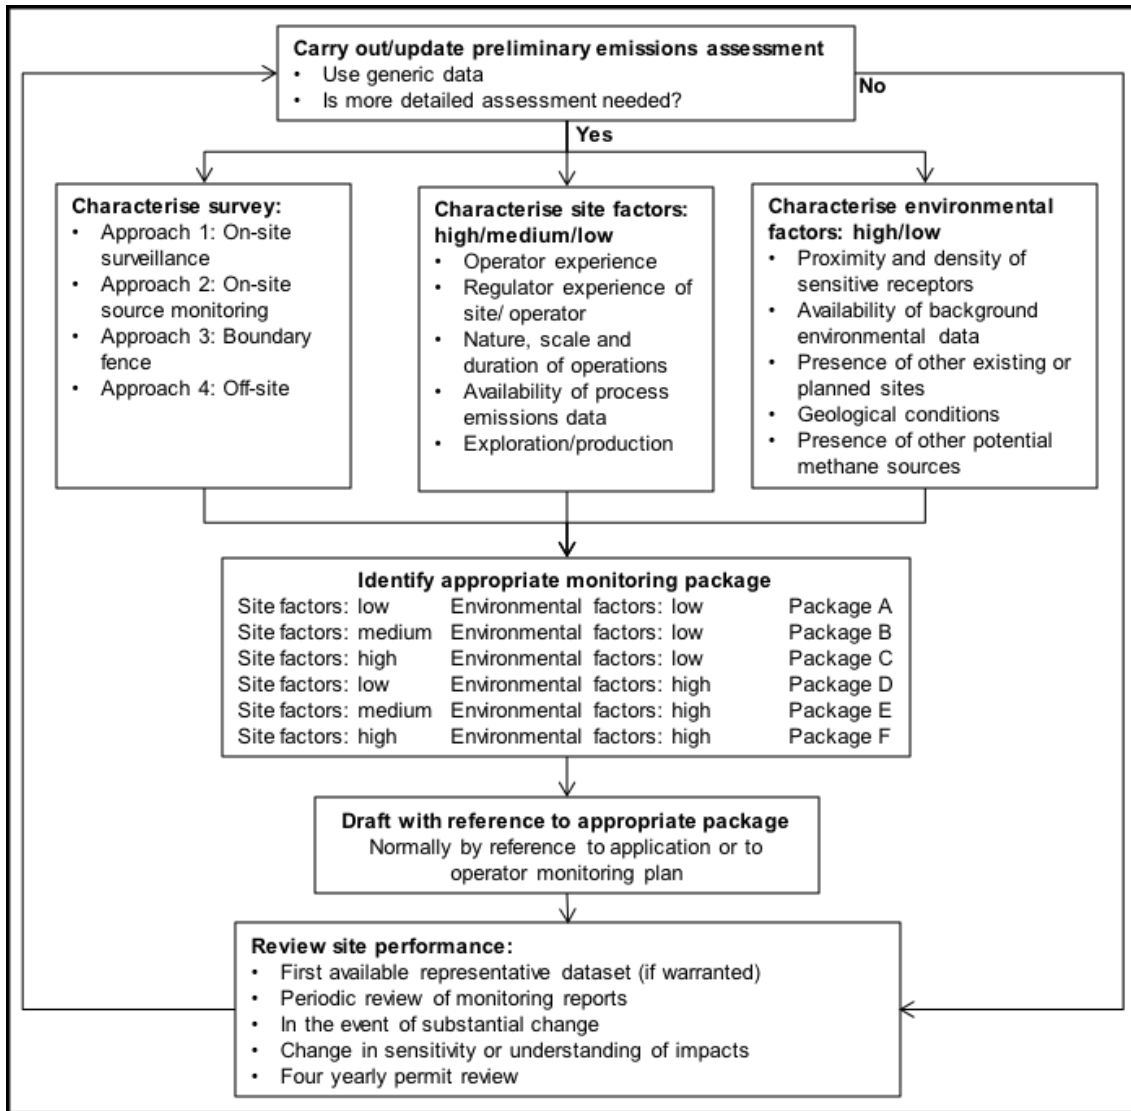 Carry out/update preliminary emissions assessment
• Use generic data
• Is more detailed assessment needed?
No
Yes
Characterise survey:
• Approach 1: On-site
surveillance
• Approach 2: On-site
source monitoring
• Approach 3: Boundary
fence
• Approach 4: Off-site
Characterise site factors:
high/medium/low
• Operator experience
• Regulator experience of
site/ operator
• Nature, scale and
duration of operations
• Availability of process
emissions data
• Exploration/production
Characterise environmental
factors: high/low
• Proximity and density of
sensitive receptors
• Availability of background
environmental data
• Presence of other existing or
planned sites
• Geological conditions
• Presence of other potential
methane sources
Identify appropriate monitoring package
Site factors: low Environmental factors: low Package A
Site factors: medium Environmental factors: low Package B
Site factors: high Environmental factors: low Package C
Site factors: low Environmental factors: high Package D
Site factors: medium Environmental factors: high Package E
Site factors: high Environmental factors: high Package F
Draft with reference to appropriate package
Normally by reference to application or to
operator monitoring plan
Review site performance:
• First available representative dataset (if warranted)
• Periodic review of monitoring reports
• In the event of substantial change
• Change in sensitivity or understanding of impacts
• Four yearly permit review